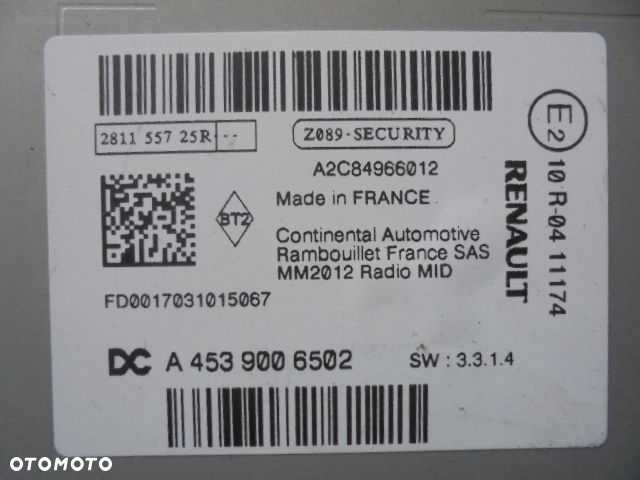 2811 557 25R---
Z089-SECURITY
A2C84966012
Made in FRANCE
BT2
Continental Automotive
Rambouillet France SAS
MM2012 Radio MID
FD0017031015067
DC A 453 900 6502
SW : 3.3.1.4
RENAULT
E2 10 R-04 11174
OTOMOTO